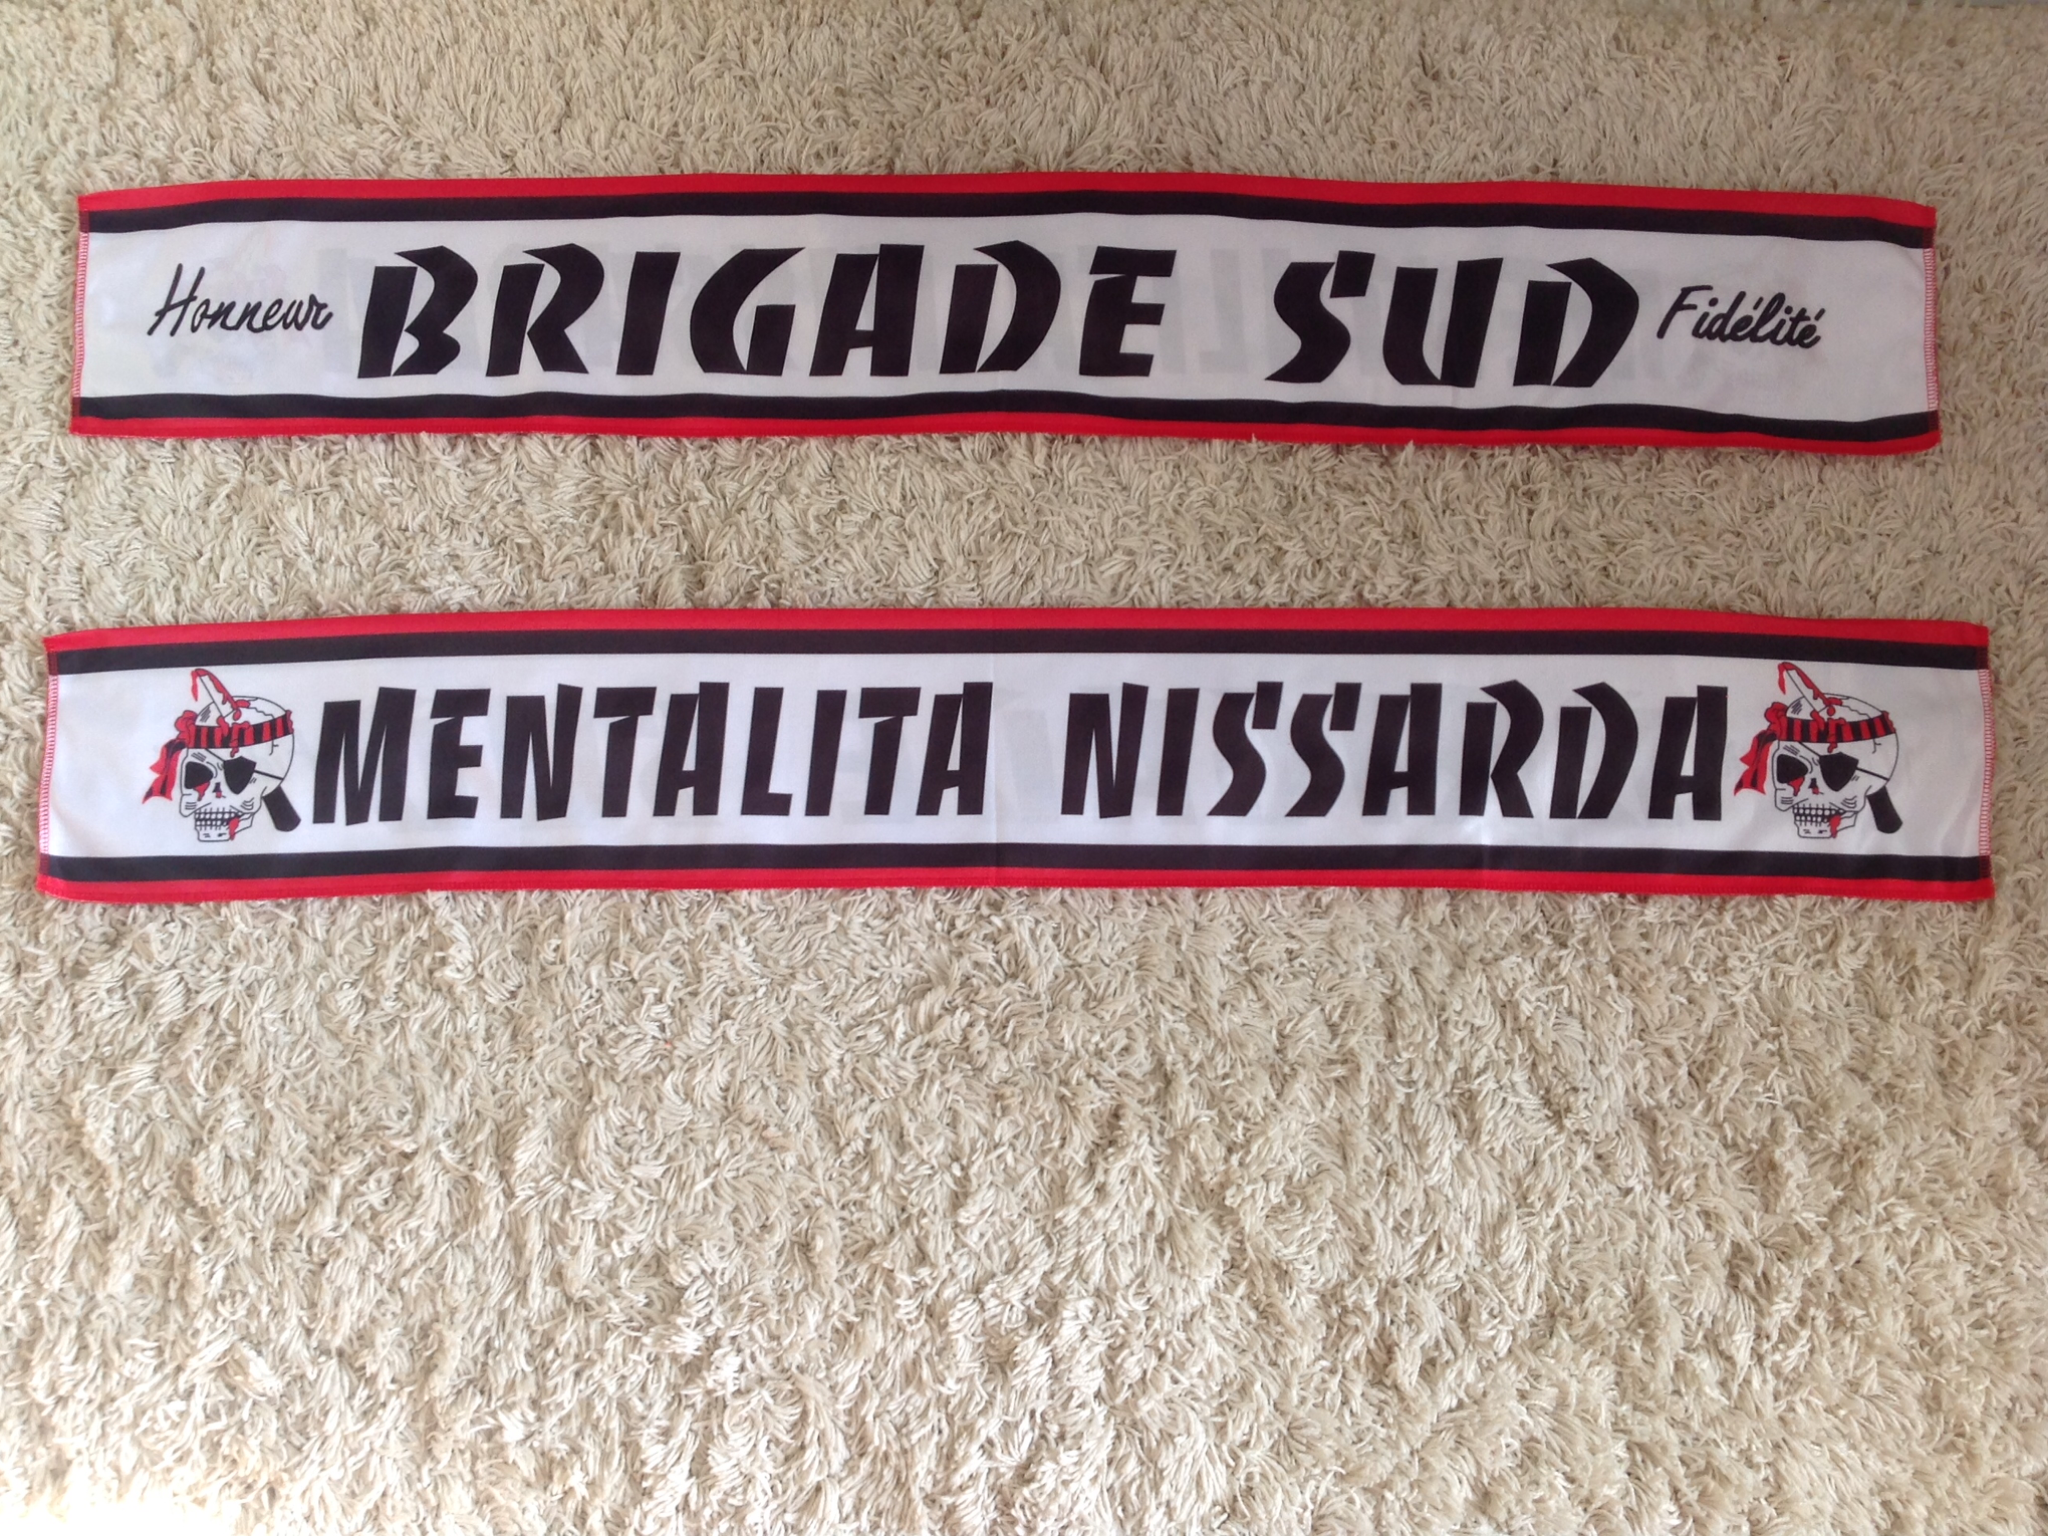 Honneur BRIGADE SUD Fidélité
MENTALITA NISSARDA